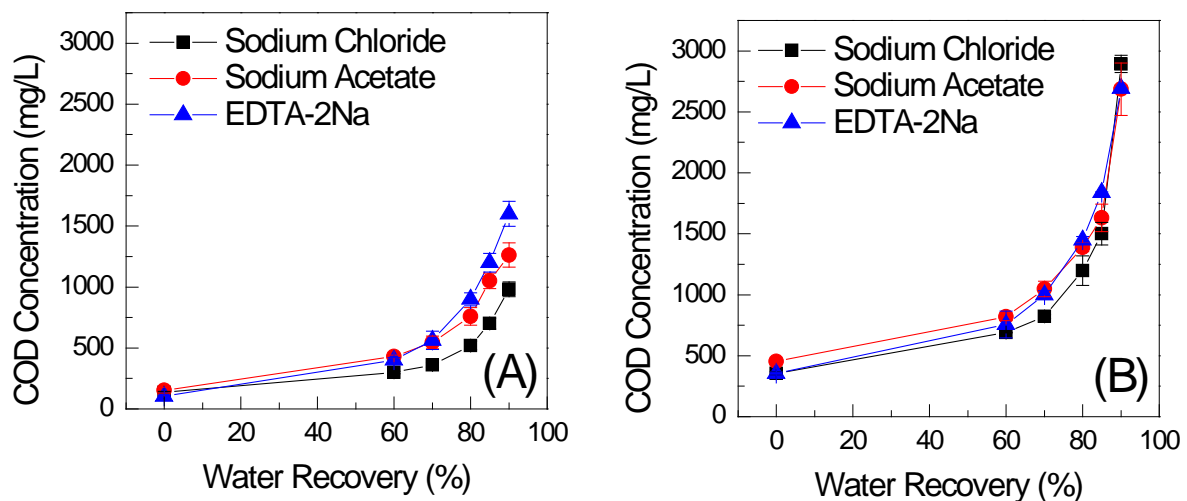 3000
2500
2000
1500
1000
500
0
COD Concentration (mg/L)
Sodium Chloride
Sodium Acetate
EDTA-2Na
(A)
0 20 40 60 80 100
Water Recovery (%)
3000
2500
2000
1500
1000
500
0
COD Concentration (mg/L)
Sodium Chloride
Sodium Acetate
EDTA-2Na
(B)
0 20 40 60 80 100
Water Recovery (%)